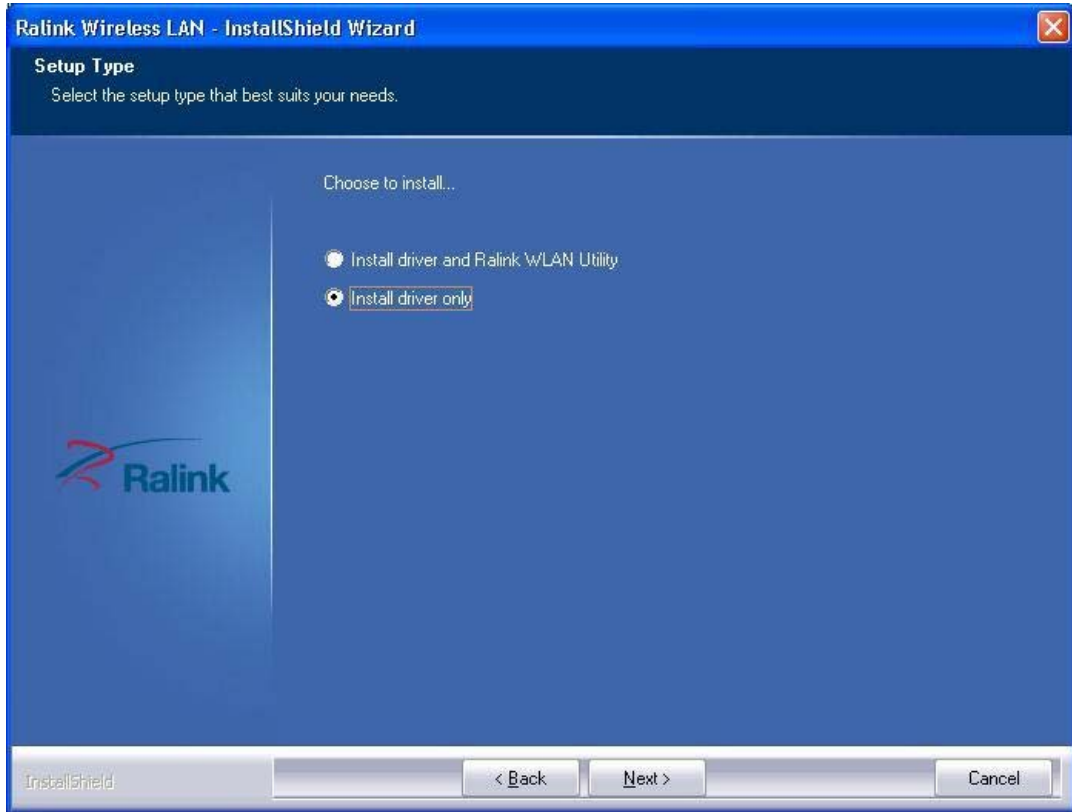 Ralink Wireless LAN - InstallShield Wizard
Setup Type
Select the setup type that best suits your needs.
Choose to install...
Install driver and Ralink WLAN Utility
Install driver only
Ralink
InstallShield
< Back
Next >
Cancel